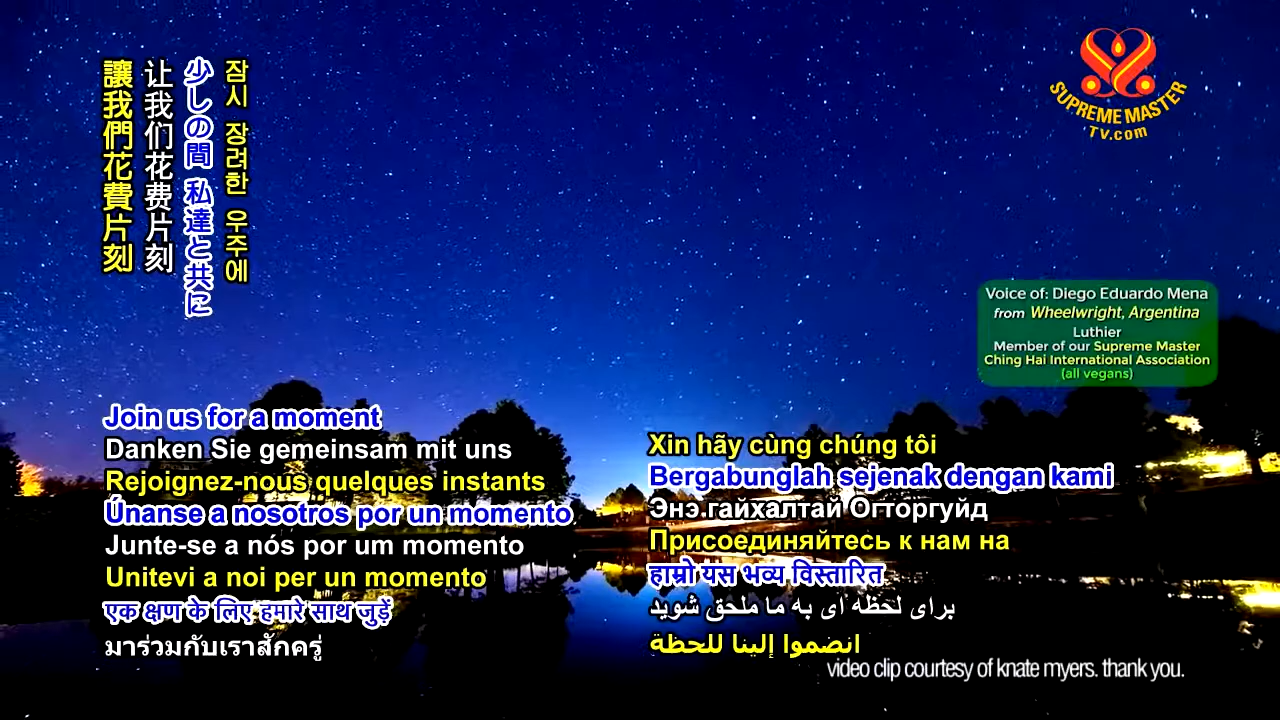 讓我們花費片刻
让我们花费片刻
少しの間 私達と共に
잠시 장려한 우주에
SUPREME MASTER
TV.com
Voice of: Diego Eduardo Mena
from Wheelwright, Argentina
Luthier
Member of our Supreme Master
Ching Hai International Association
(all vegans)
Join us for a moment
Danken Sie gemeinsam mit uns
Rejoignez-nous quelques instants
Únanse a nosotros por un momento
Junte-se a nós por um momento
Unitevi a noi per un momento
एक क्षण के लिए हमारे साथ जुड़ें
มาร่วมกับเราสักครู่
Xin hãy cùng chúng tôi
Bergabunglah sejenak dengan kami
Энэ гайхалтай Огторгуйд
Присоединяйтесь к нам на
हाम्रो यस भव्य विस्तारित
برای لحظه ای به ما ملحق شوید
انضموا إلينا للحظة
video clip courtesy of knate myers. thank you.